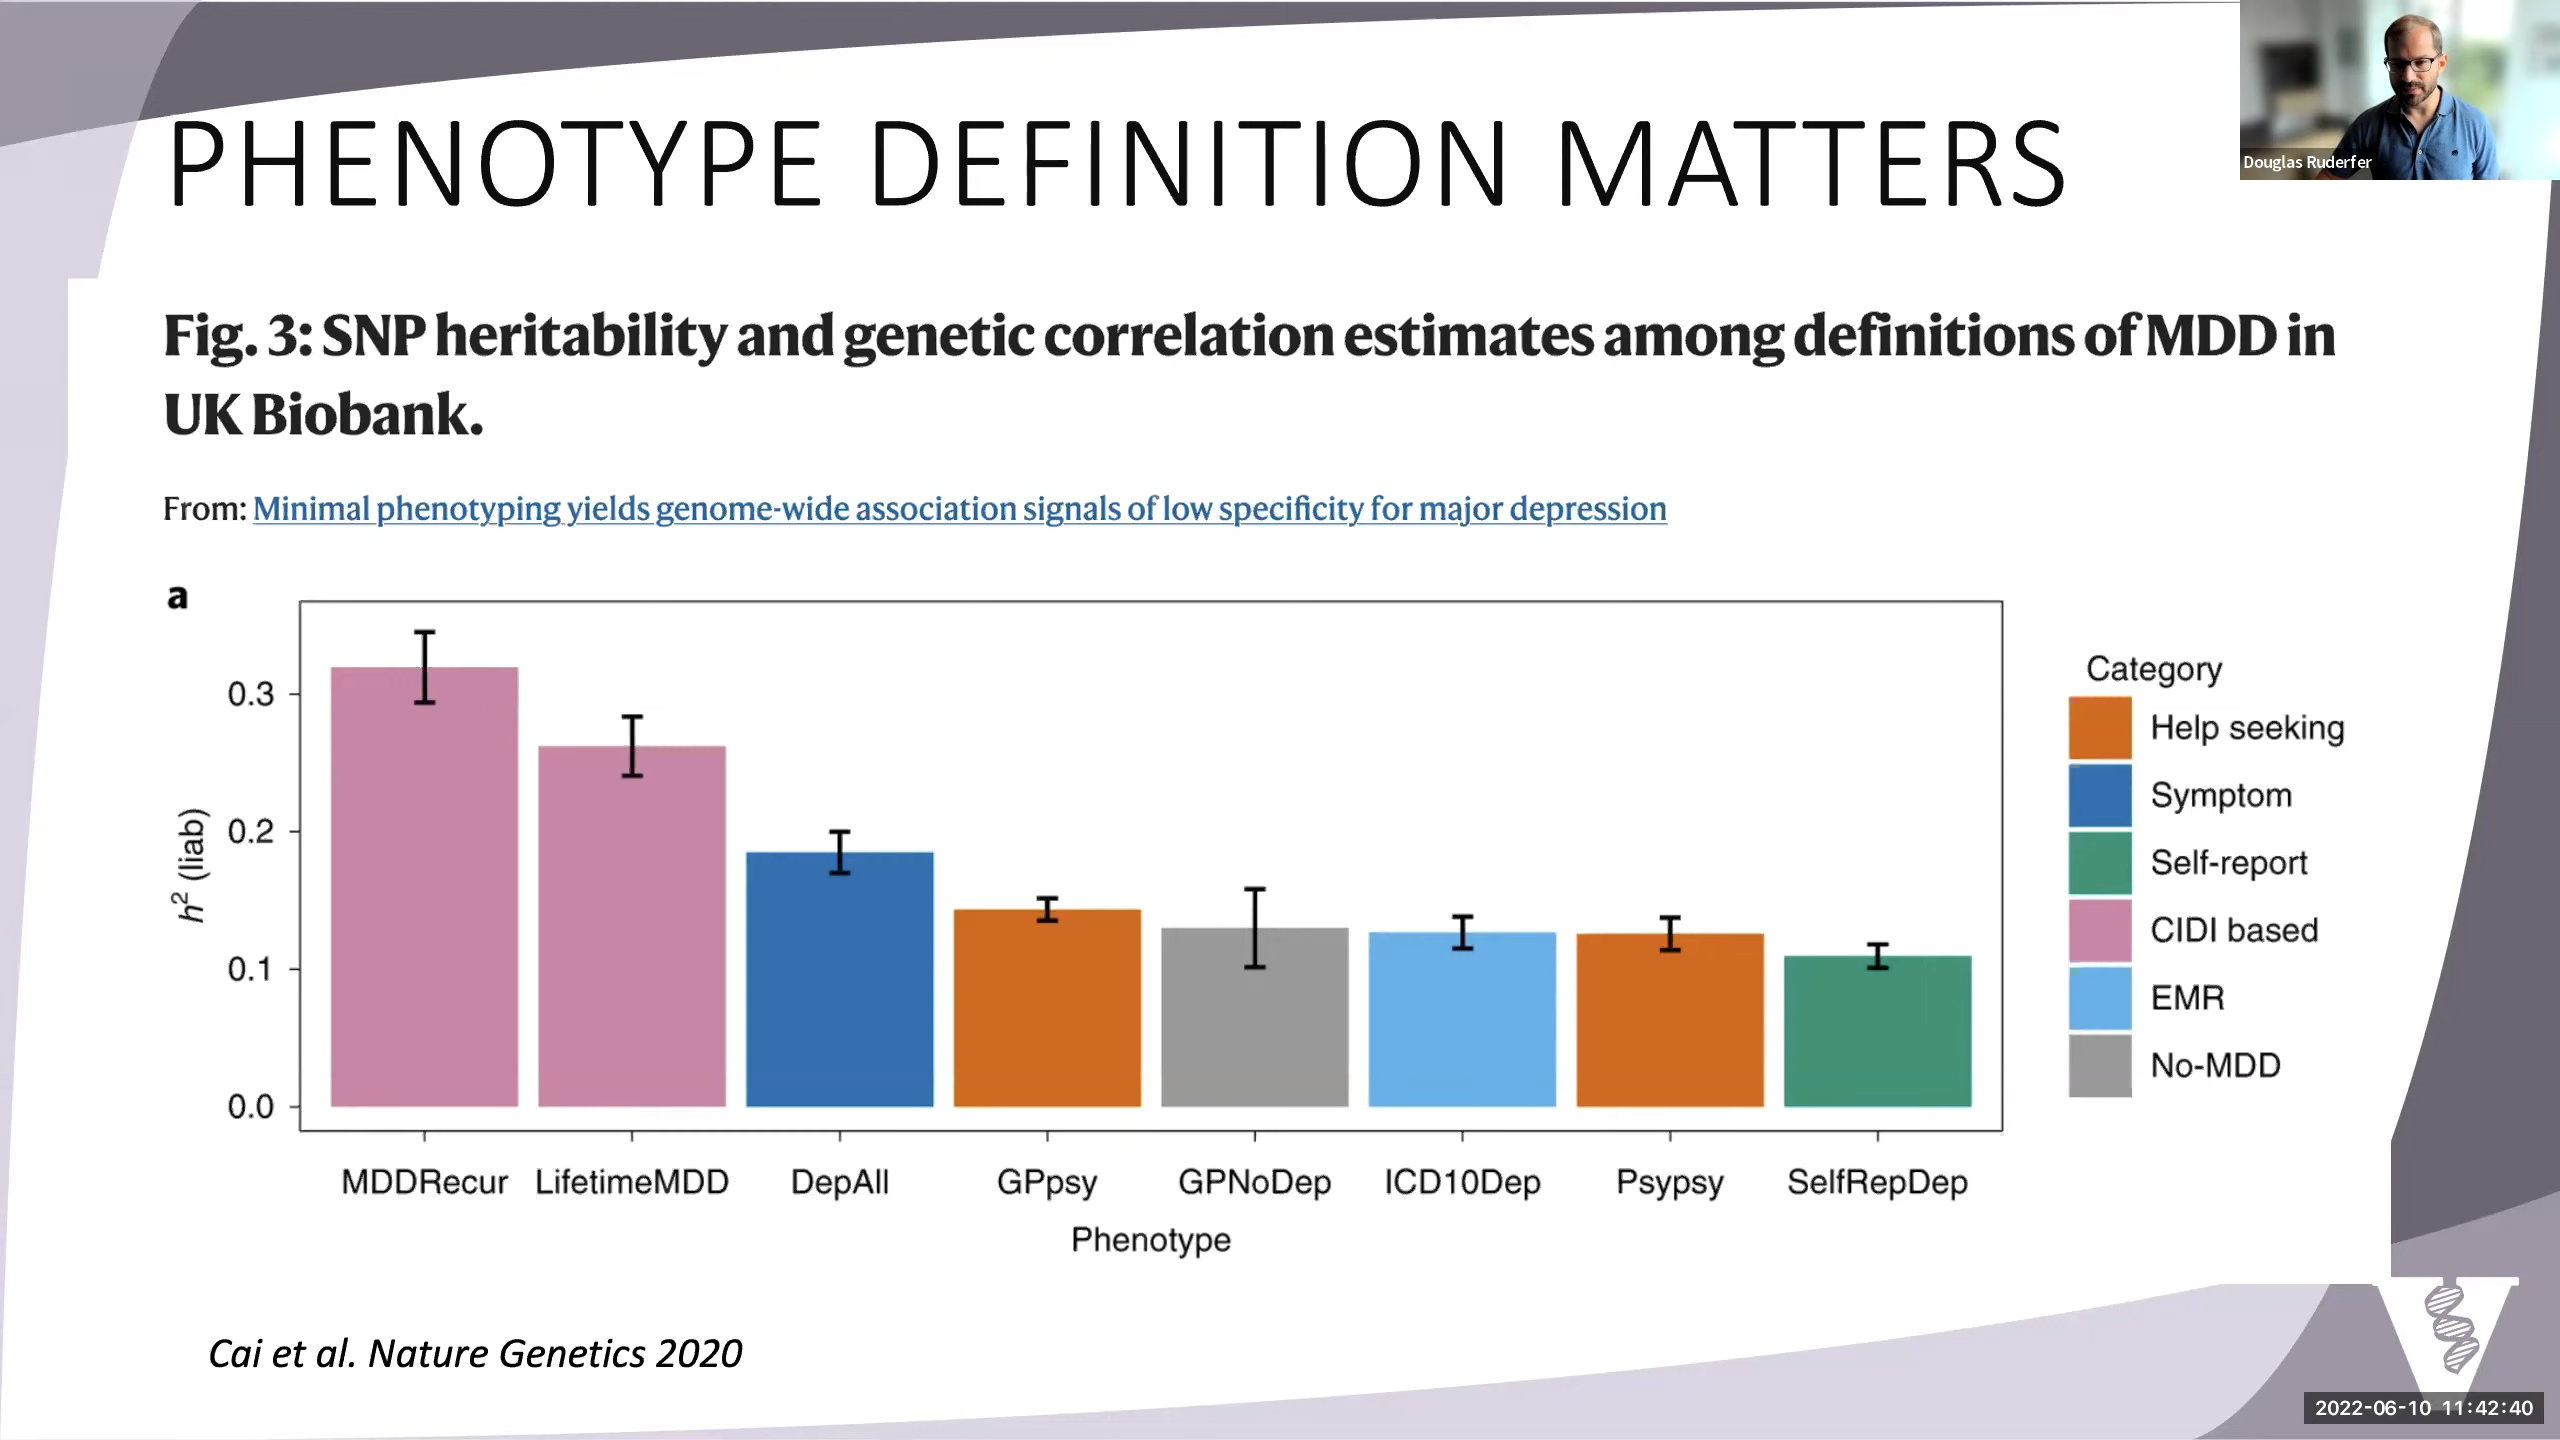 PHENOTYPE DEFINITION MATTERS
Douglas Ruderfer
Fig. 3: SNP heritability and genetic correlation estimates among definitions of MDD in
UK Biobank.
From: Minimal phenotyping yields genome-wide association signals of low specificity for major depression
a
h² (liab)
0.3
0.2
0.1
0.0
MDDRecur LifetimeMDD DepAll GPpsy GPNoDep ICD10Dep Psypsy SelfRepDep
Phenotype
Category
Help seeking
Symptom
Self-report
CIDI based
EMR
No-MDD
Cai et al. Nature Genetics 2020
V
2022-06-10 11:42:40